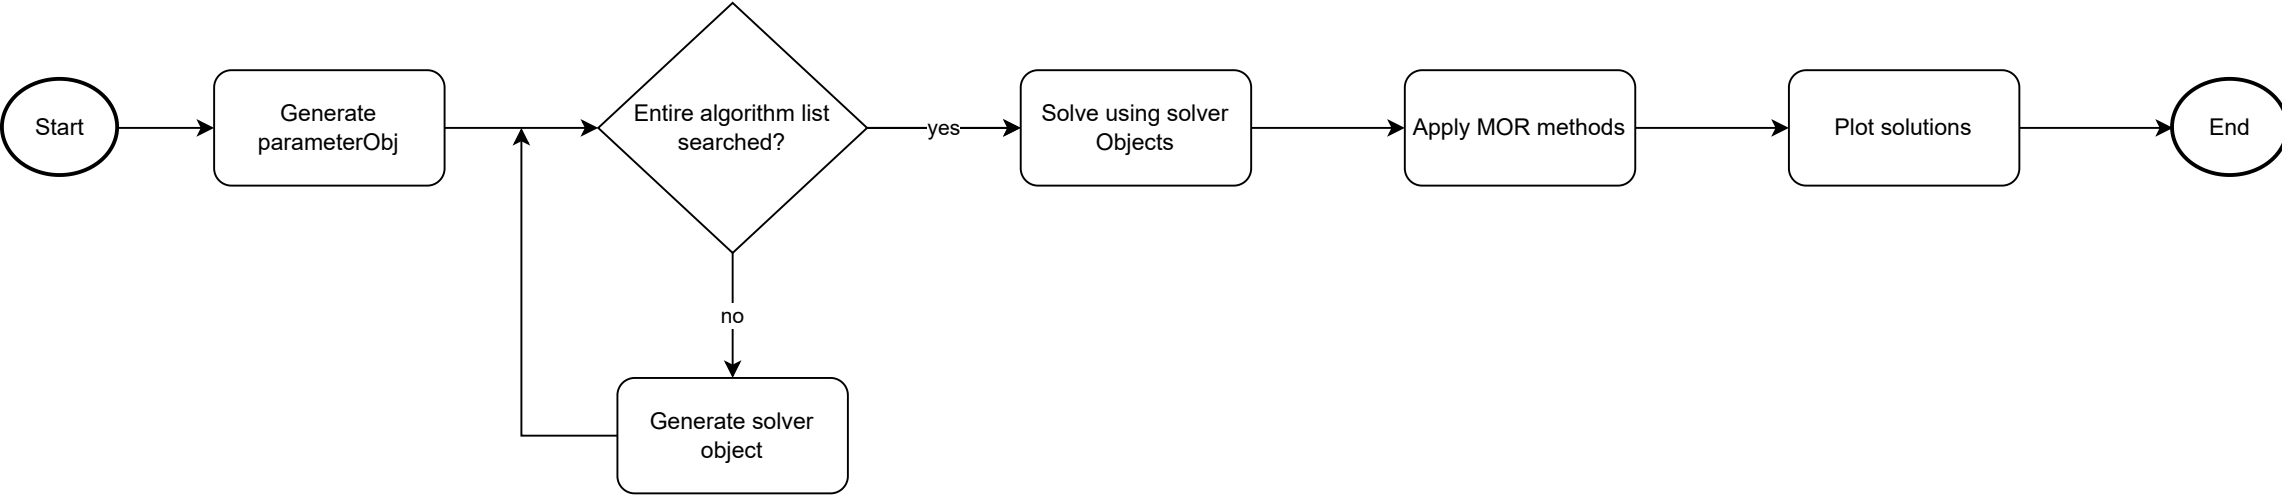 Start
Generate
parameterObj
Entire algorithm list
searched?
yes
Solve using solver
Objects
Apply MOR methods
Plot solutions
End
no
Generate solver
object